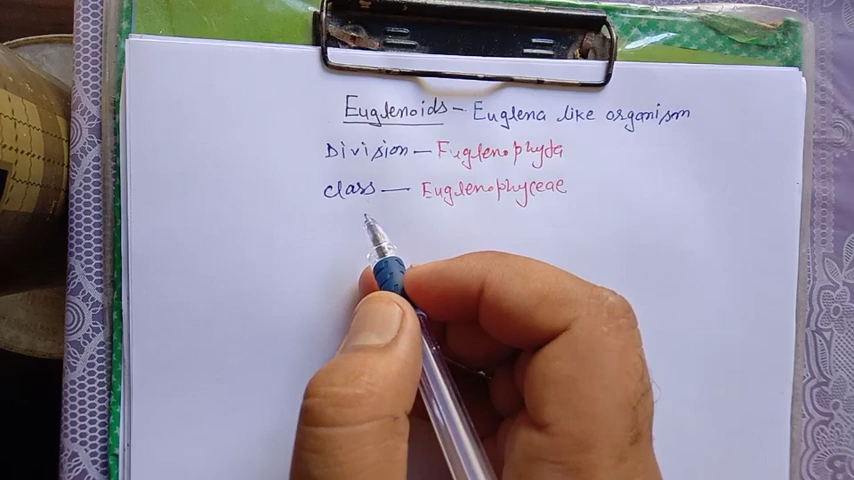 Euglenoids - Euglena like organism
Division - Euglenophyta
class - Euglenophyceae